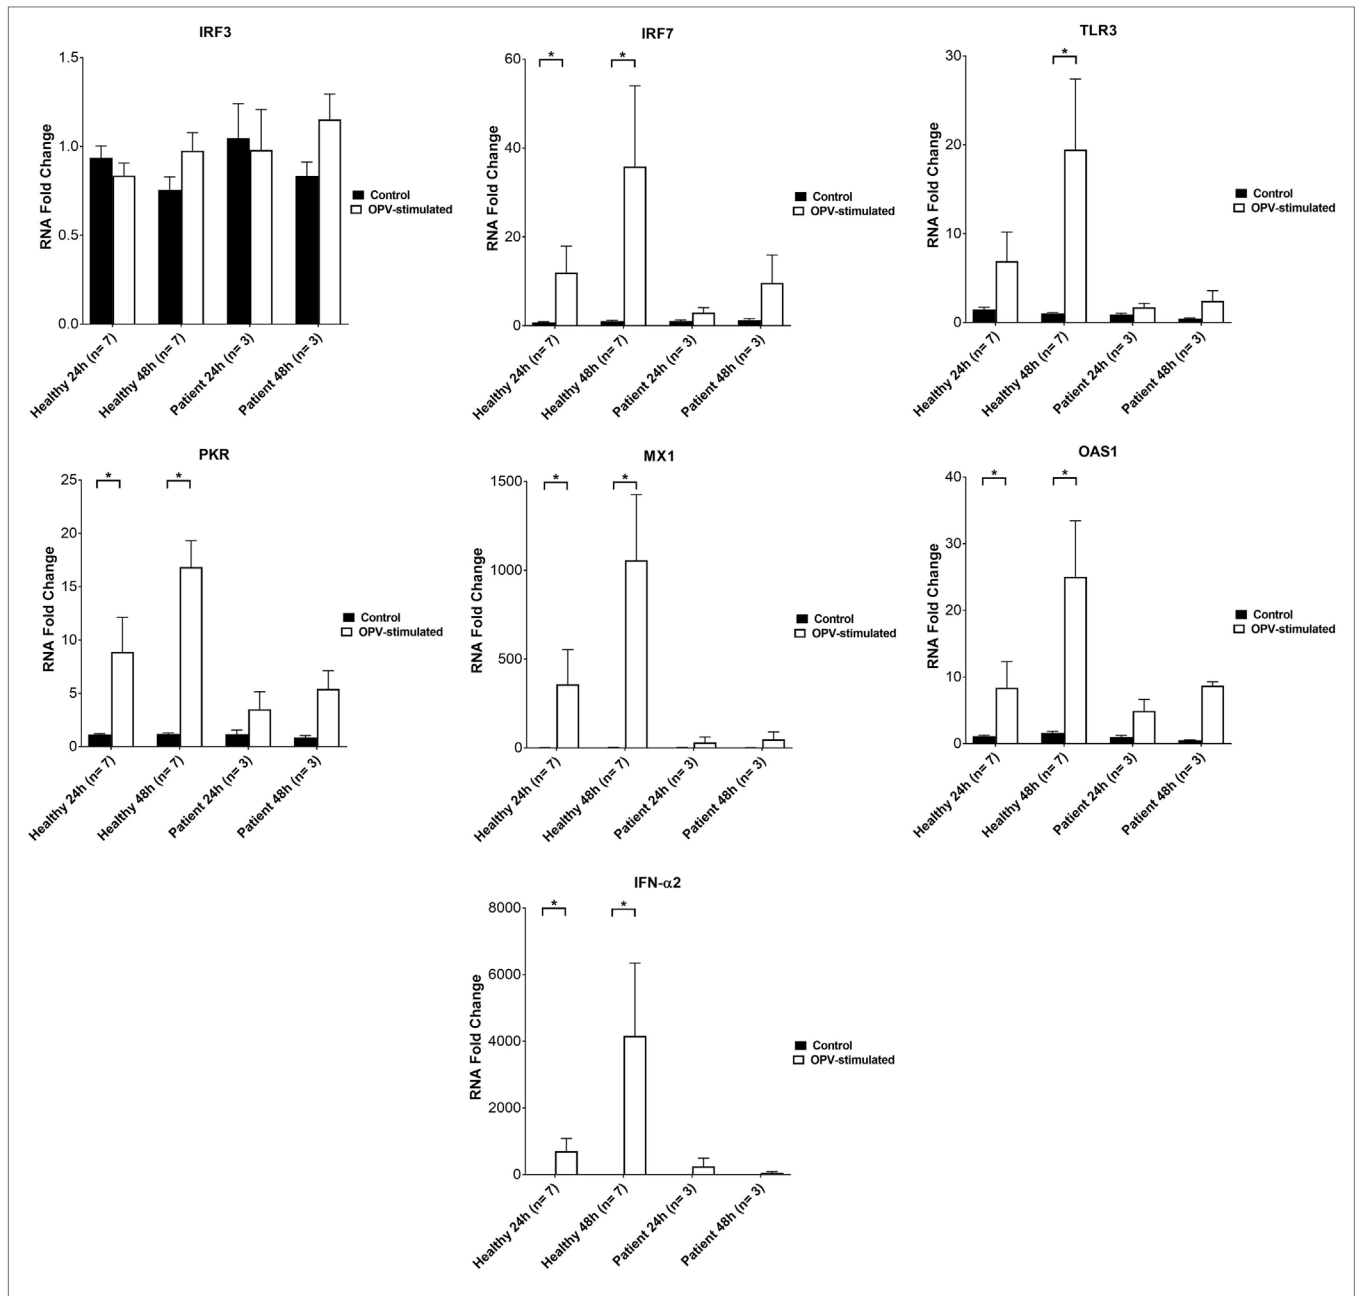 IRF3
1.5
1.0
0.5
0.0
RNA Fold Change
Control
OPV-stimulated
Healthy 24h (n= 7)
Healthy 48h (n= 7)
Patient 24h (n= 3)
Patient 48h (n= 3)
IRF7
60
40
20
0
RNA Fold Change
*
*
Control
OPV-stimulated
Healthy 24h (n= 7)
Healthy 48h (n= 7)
Patient 24h (n= 3)
Patient 48h (n= 3)
TLR3
30
20
10
0
RNA Fold Change
*
Control
OPV-stimulated
Healthy 24h (n= 7)
Healthy 48h (n= 7)
Patient 24h (n= 3)
Patient 48h (n= 3)
PKR
25
20
15
10
5
0
RNA Fold Change
*
*
Control
OPV-stimulated
Healthy 24h (n= 7)
Healthy 48h (n= 7)
Patient 24h (n= 3)
Patient 48h (n= 3)
MX1
1500
1000
500
0
RNA Fold Change
*
*
Control
OPV-stimulated
Healthy 24h (n= 7)
Healthy 48h (n= 7)
Patient 24h (n= 3)
Patient 48h (n= 3)
OAS1
40
30
20
10
0
RNA Fold Change
*
*
Control
OPV-stimulated
Healthy 24h (n= 7)
Healthy 48h (n= 7)
Patient 24h (n= 3)
Patient 48h (n= 3)
IFN-α2
8000
6000
4000
2000
0
RNA Fold Change
*
*
Control
OPV-stimulated
Healthy 24h (n= 7)
Healthy 48h (n= 7)
Patient 24h (n= 3)
Patient 48h (n= 3)